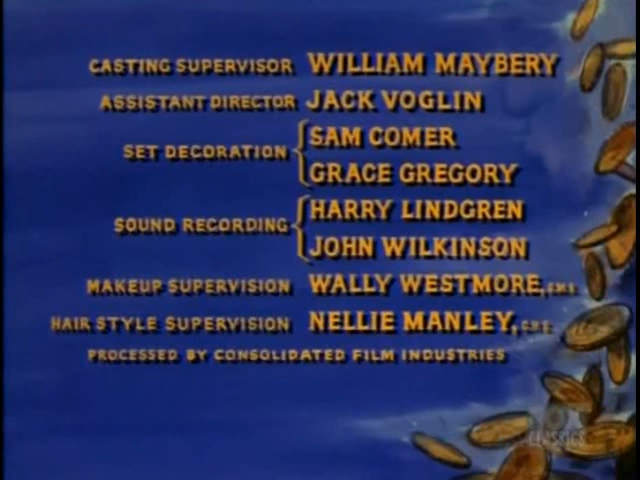 CASTING SUPERVISOR WILLIAM MAYBERY
ASSISTANT DIRECTOR JACK VOGLIN
SET DECORATION SAM COMER
GRACE GREGORY
SOUND RECORDING HARRY LINDGREN
JOHN WILKINSON
MAKEUP SUPERVISION WALLY WESTMORE,
HAIR STYLE SUPERVISION NELLIE MANLEY,
PROCESSED BY CONSOLIDATED FILM INDUSTRIES
CLASSICS